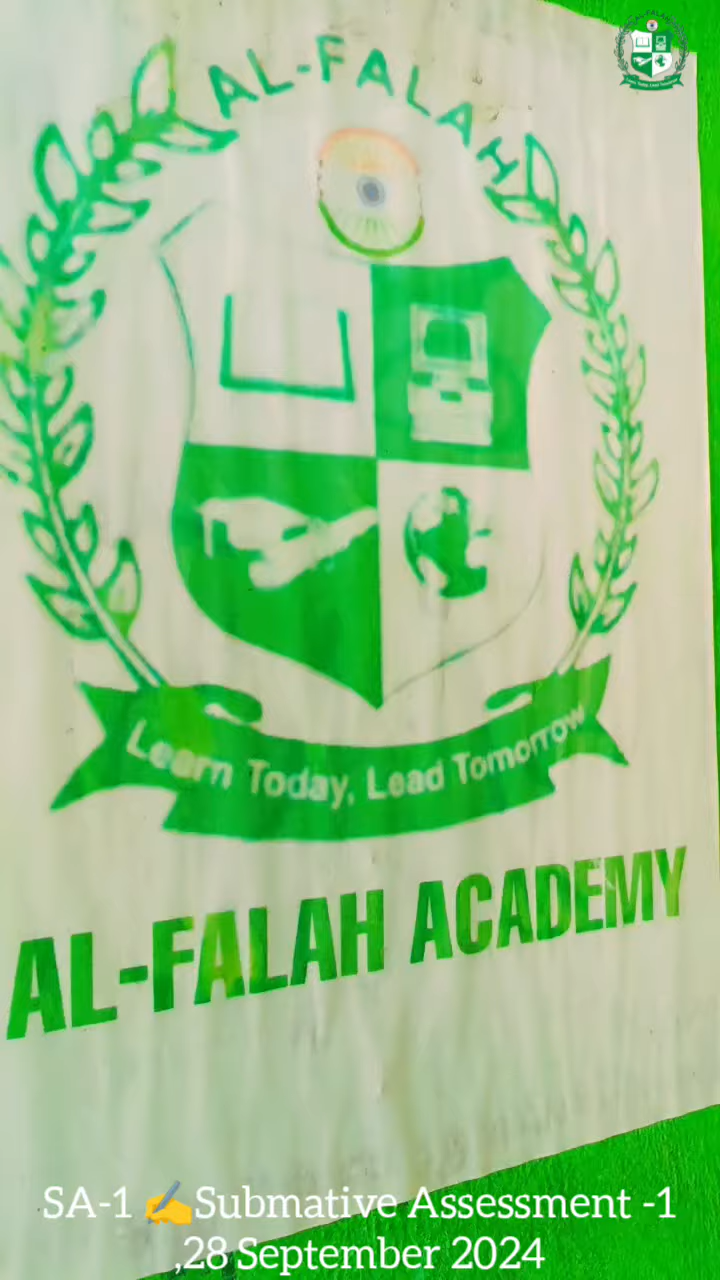 AL-FALAH
Learn Today, Lead Tomorrow
AL-FALAH ACADEMY
SA-1 ✍️Submative Assessment -1
,28 September 2024